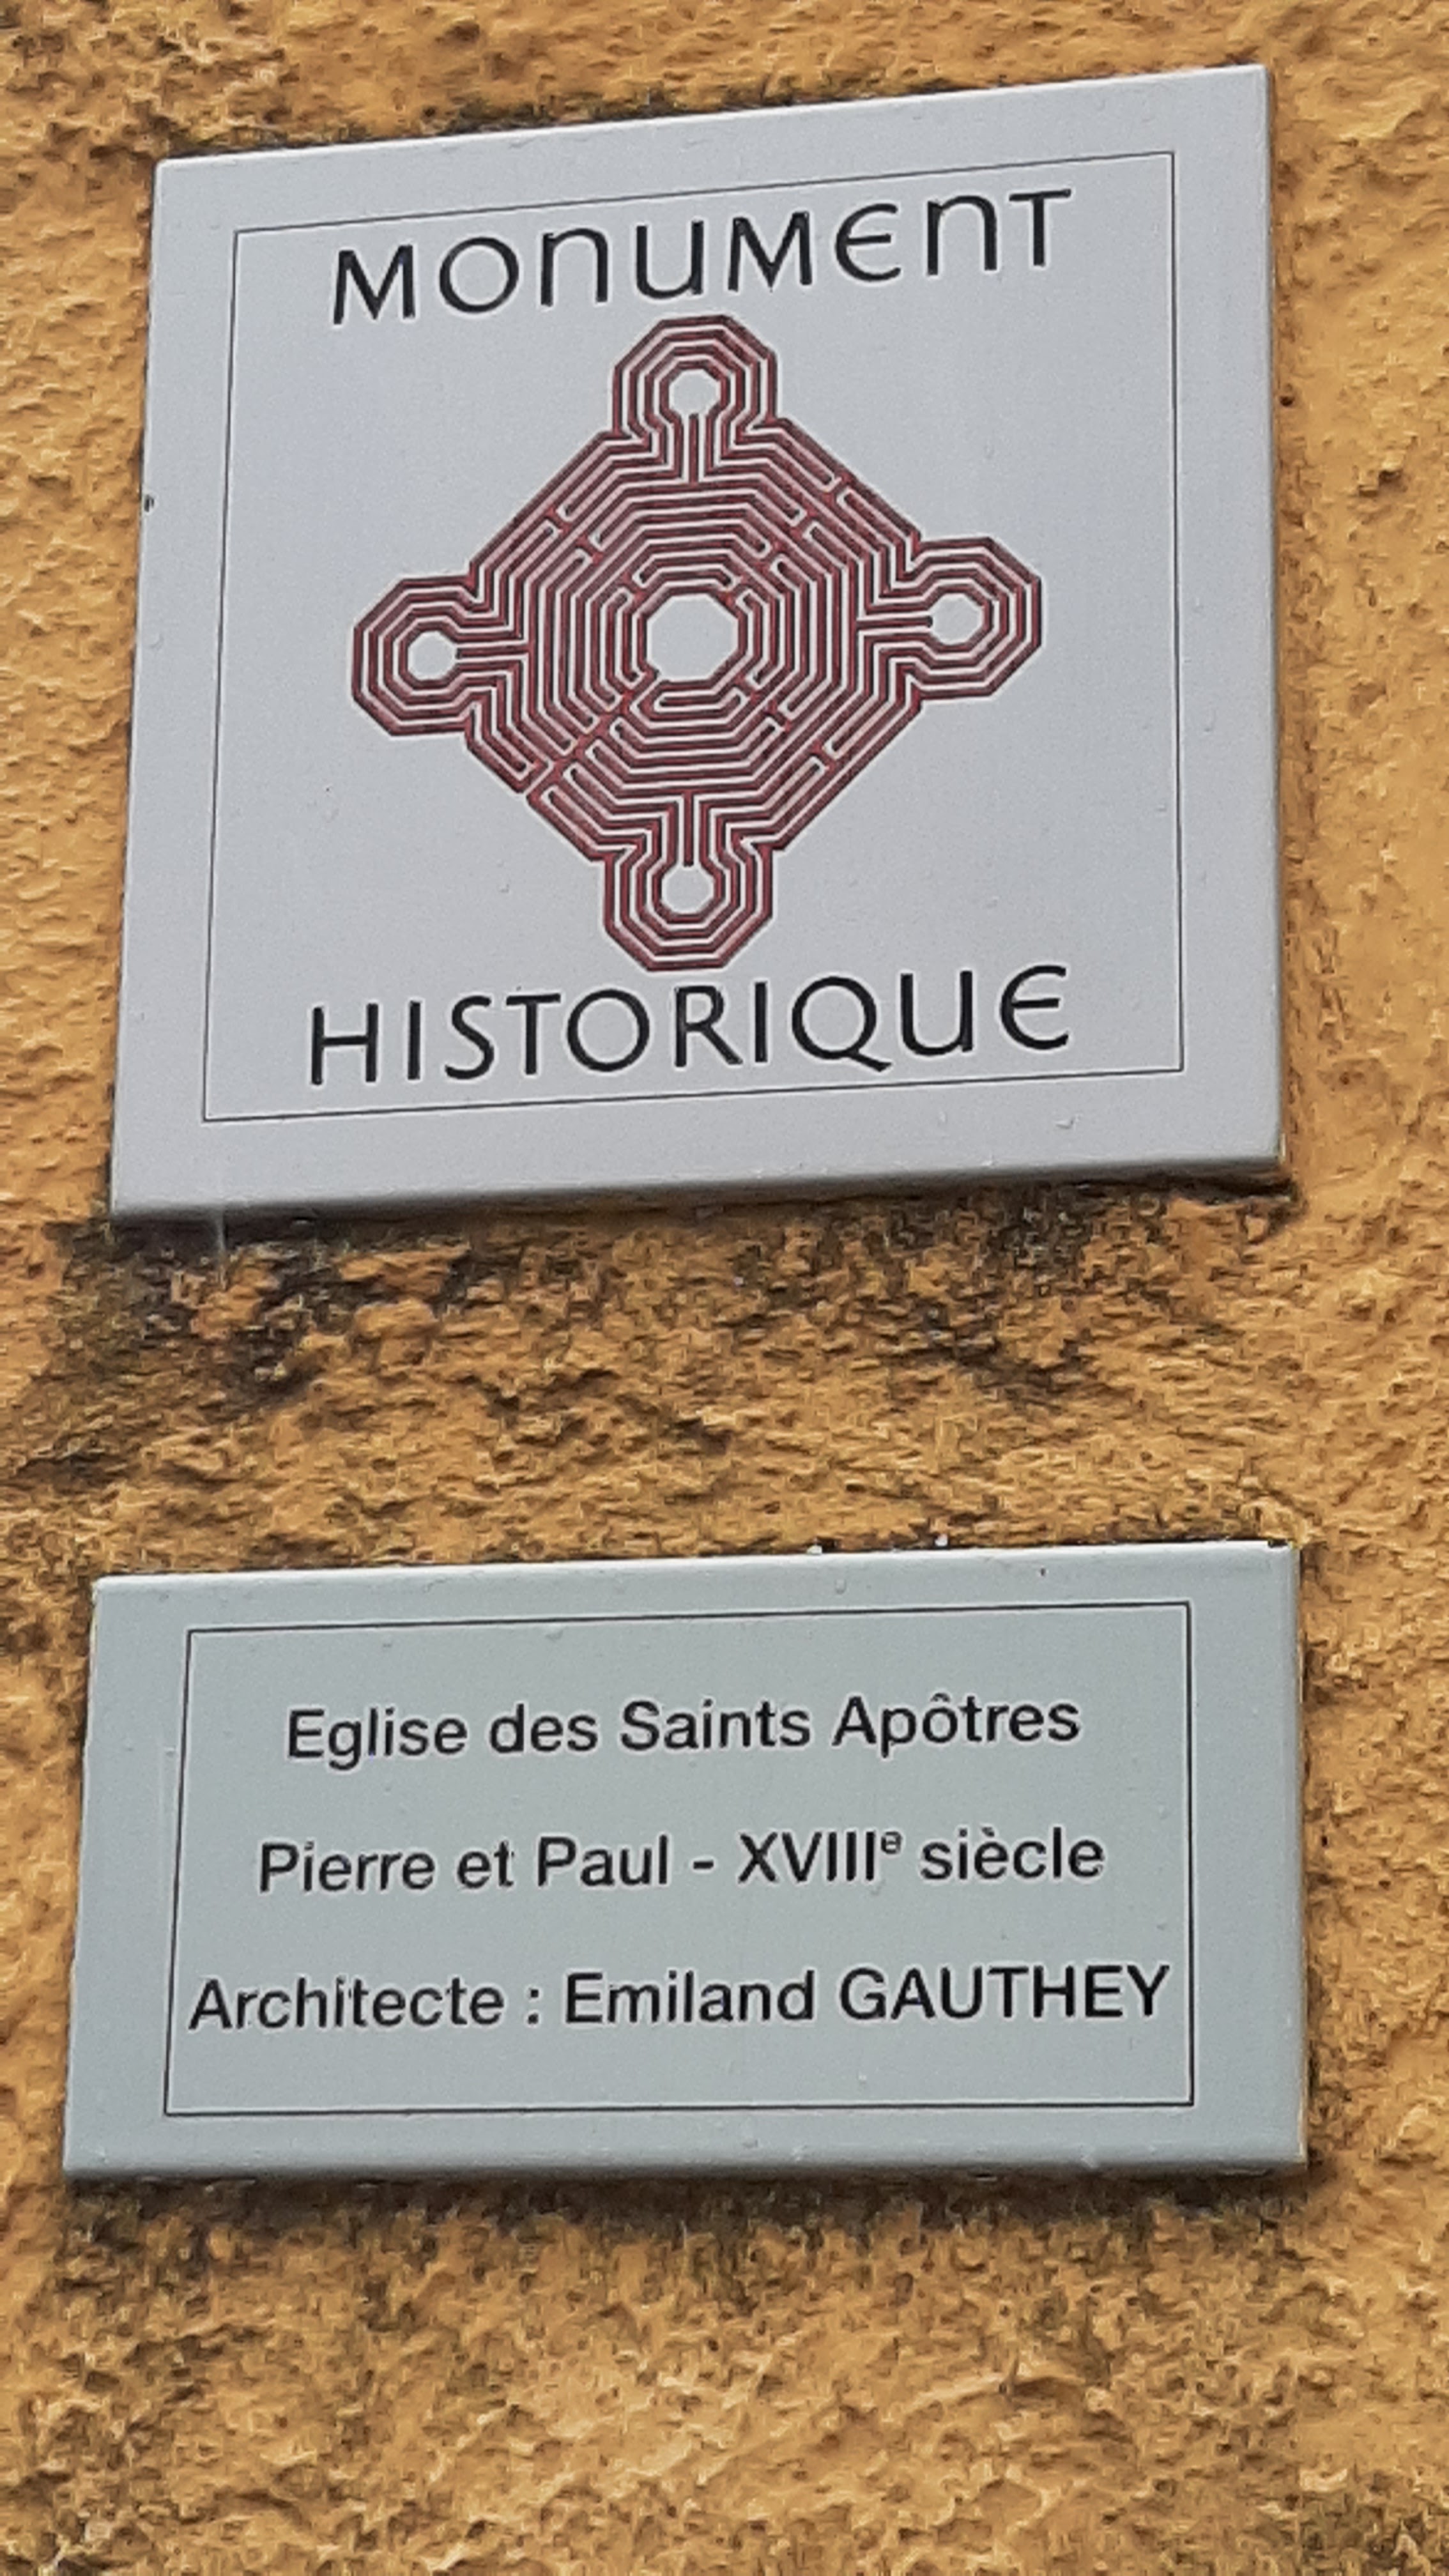 MONUMENT
HISTORIQUE
Eglise des Saints Apôtres
Pierre et Paul - XVIIIᵉ siècle
Architecte : Emiland GAUTHEY